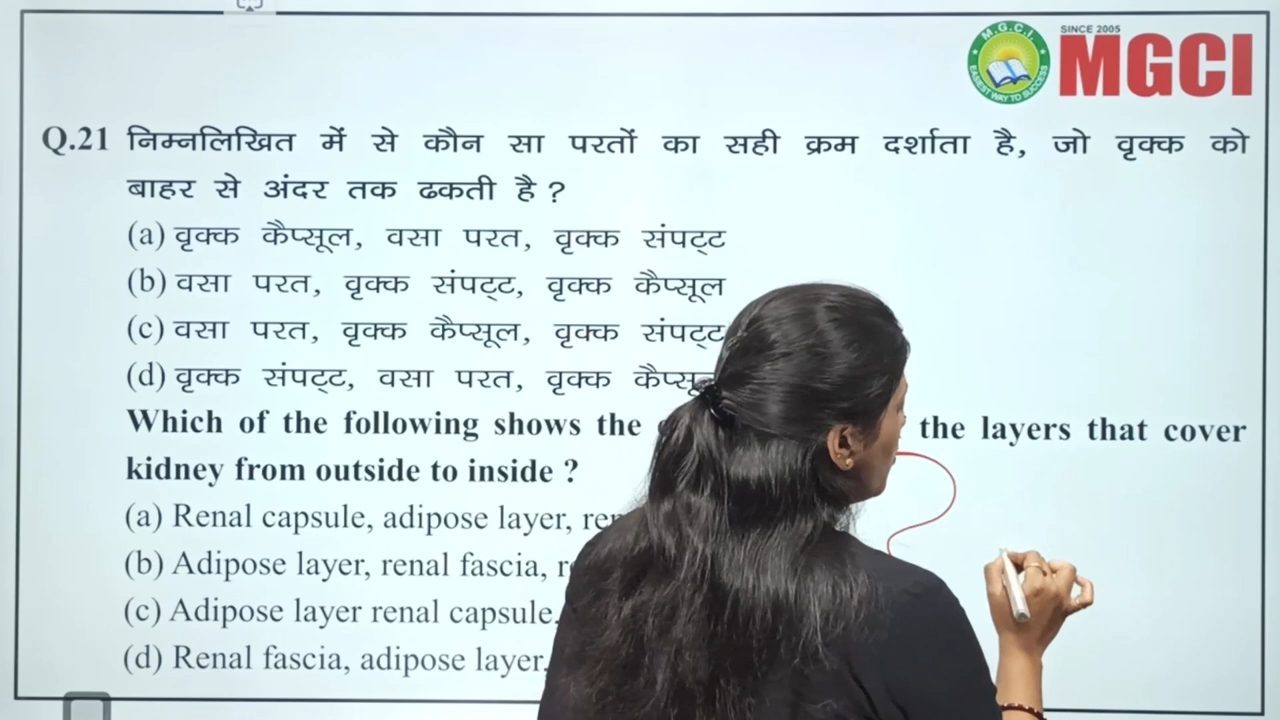 SINCE 2005
M.G.C.I.
EASIEST WAY TO SUCCESS
MGCI
Q.21 निम्नलिखित में से कौन सा परतों का सही क्रम दर्शाता है, जो वृक्क को
बाहर से अंदर तक ढकती है ?
(a) वृक्क कैप्सूल, वसा परत, वृक्क संपट्ट
(b) वसा परत, वृक्क संपट्ट, वृक्क कैप्सूल
(c) वसा परत, वृक्क कैप्सूल, वृक्क संपट्ट
(d) वृक्क संपट्ट, वसा परत, वृक्क
Which of the following shows the the layers that cover
kidney from outside to inside ?
(a) Renal capsule, adipose layer,
(b) Adipose layer, renal fascia,
(c) Adipose layer renal capsule
(d) Renal fascia, adipose layer